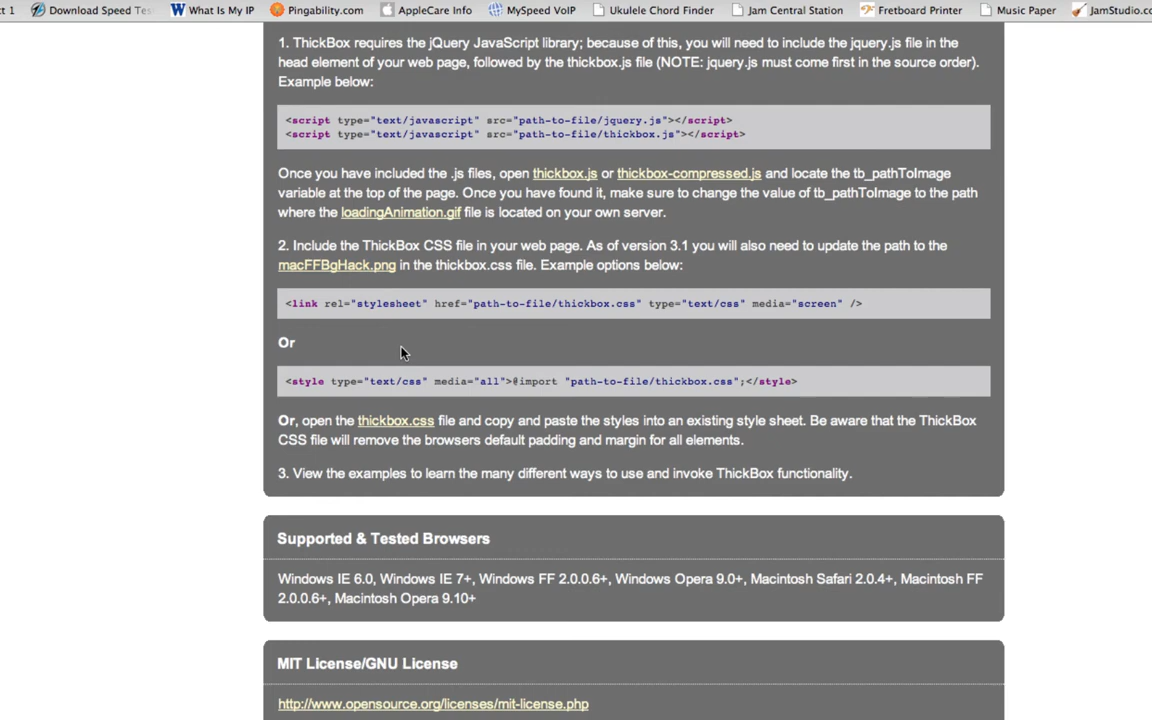 t 1 Download Speed Tes What Is My IP Pingability.com AppleCare Info MySpeed VoIP Ukulele Chord Finder Jam Central Station Fretboard Printer Music Paper JamStudio.co
1. ThickBox requires the jQuery JavaScript library; because of this, you will need to include the jquery.js file in the
head element of your web page, followed by the thickbox.js file (NOTE: jquery.js must come first in the source order).
Example below:
<script type="text/javascript" src="path-to-file/jquery.js"></script>
<script type="text/javascript" src="path-to-file/thickbox.js"></script>
Once you have included the .js files, open thickbox.js or thickbox-compressed.js and locate the tb_pathToImage
variable at the top of the page. Once you have found it, make sure to change the value of tb_pathToImage to the path
where the loadingAnimation.gif file is located on your own server.
2. Include the ThickBox CSS file in your web page. As of version 3.1 you will also need to update the path to the
macFFBgHack.png in the thickbox.css file. Example options below:
<link rel="stylesheet" href="path-to-file/thickbox.css" type="text/css" media="screen" />
Or
<style type="text/css" media="all">@import "path-to-file/thickbox.css";</style>
Or, open the thickbox.css file and copy and paste the styles into an existing style sheet. Be aware that the ThickBox
CSS file will remove the browsers default padding and margin for all elements.
3. View the examples to learn the many different ways to use and invoke ThickBox functionality.
Supported & Tested Browsers
Windows IE 6.0, Windows IE 7+, Windows FF 2.0.0.6+, Windows Opera 9.0+, Macintosh Safari 2.0.4+, Macintosh FF
2.0.0.6+, Macintosh Opera 9.10+
MIT License/GNU License
http://www.opensource.org/licenses/mit-license.php